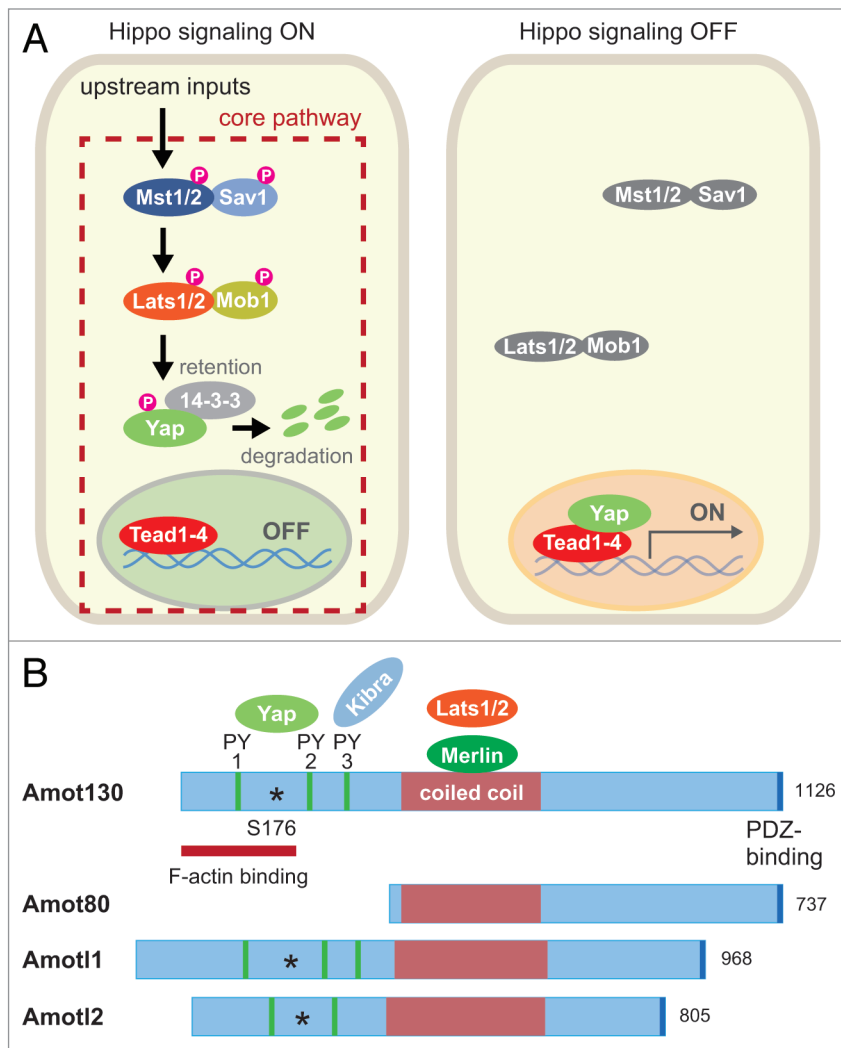 A
Hippo signaling ON
Hippo signaling OFF
upstream inputs
core pathway
P
P
Mst1/2
Sav1
P
P
Lats1/2
Mob1
retention
P
14-3-3
Yap
degradation
Tead1-4
OFF
Mst1/2
Sav1
Lats1/2
Mob1
Yap
ON
Tead1-4
B
Yap
Kibra
Lats1/2
PY
1
PY
2
PY
3
Merlin
Amot130
*
coiled coil
1126
S176
F-actin binding
PDZ-
binding
Amot80
737
Amotl1
*
968
Amotl2
*
805